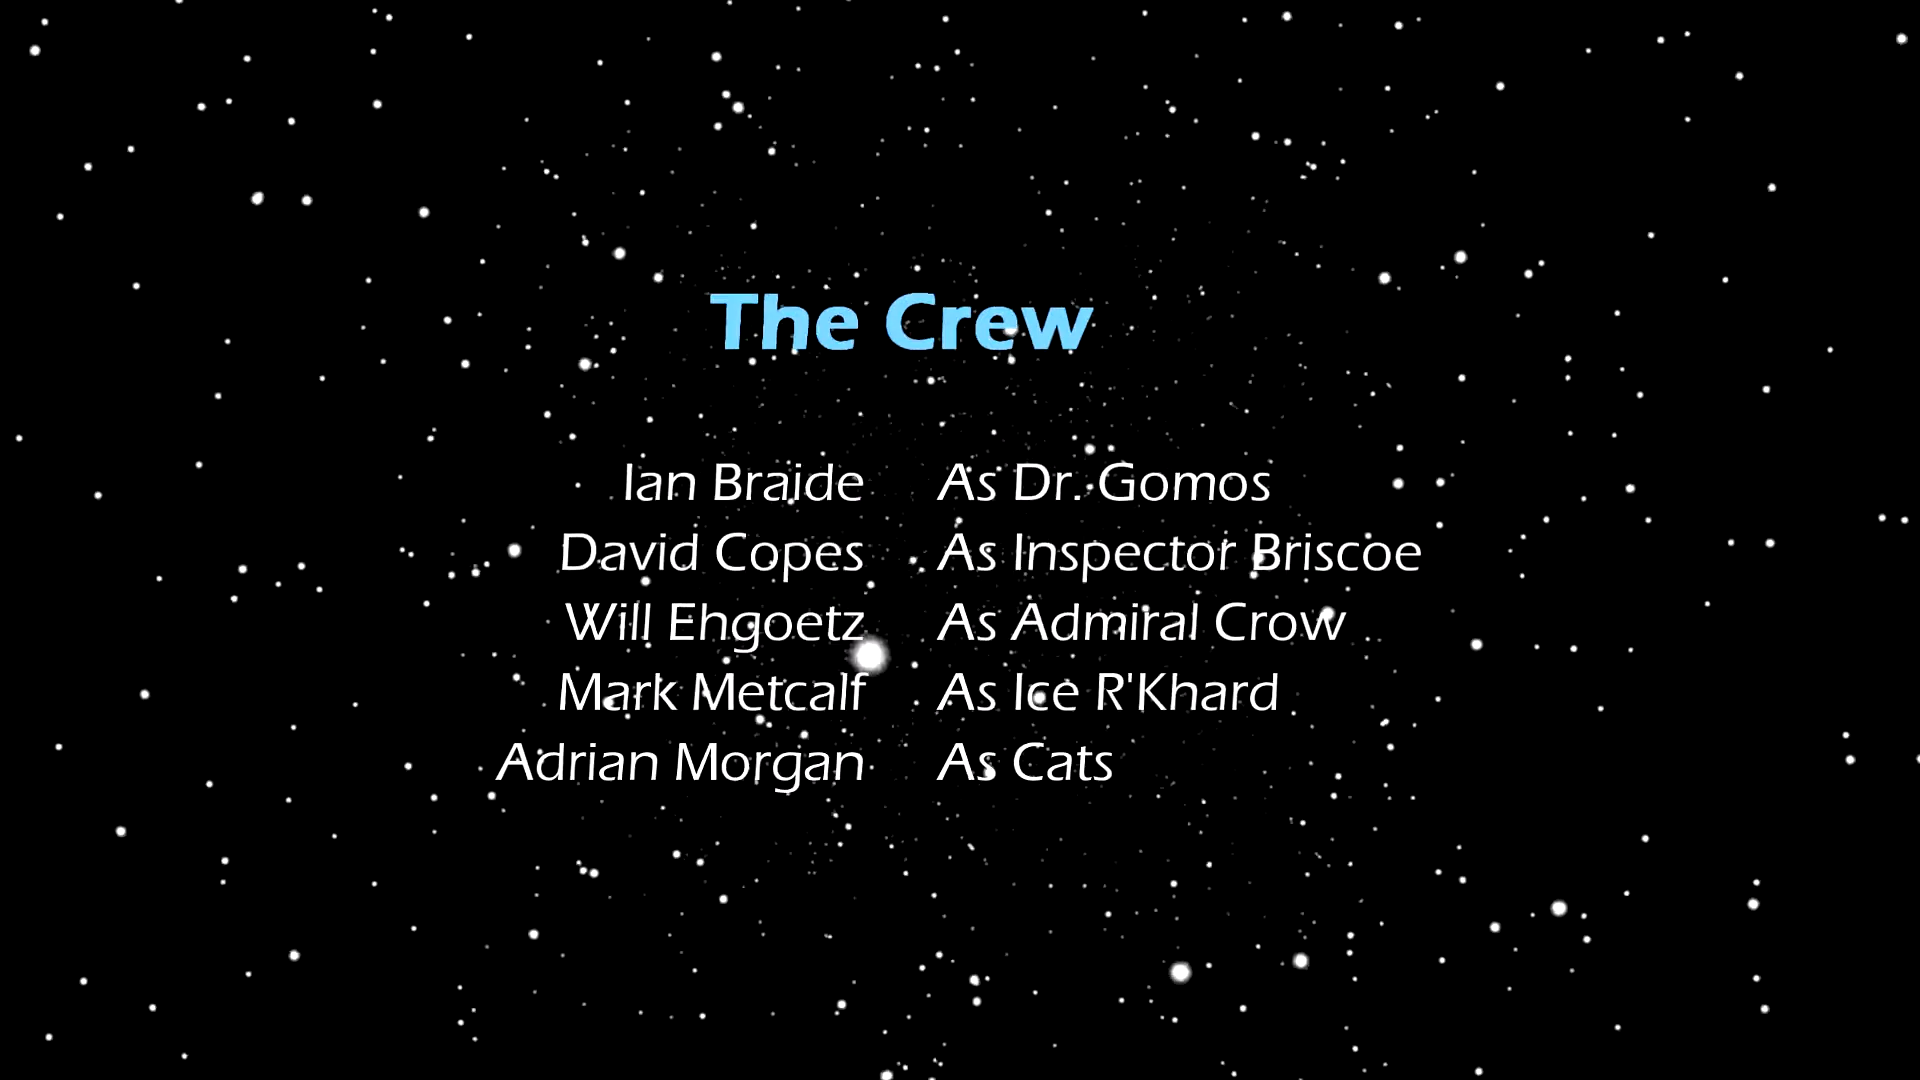 The Crew
Ian Braide As Dr. Gomos
David Copes As Inspector Briscoe
Will Ehgoetz As Admiral Crow
Mark Metcalf As Ice R'Khard
Adrian Morgan As Cats